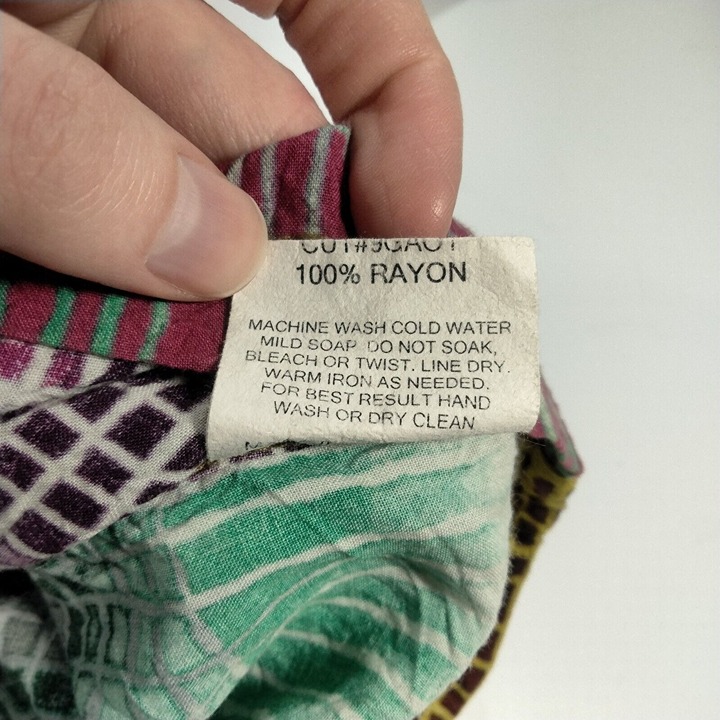 100% RAYON
MACHINE WASH COLD WATER
MILD SOAP. DO NOT SOAK,
BLEACH OR TWIST. LINE DRY.
WARM IRON AS NEEDED.
FOR BEST RESULT HAND
WASH OR DRY CLEAN